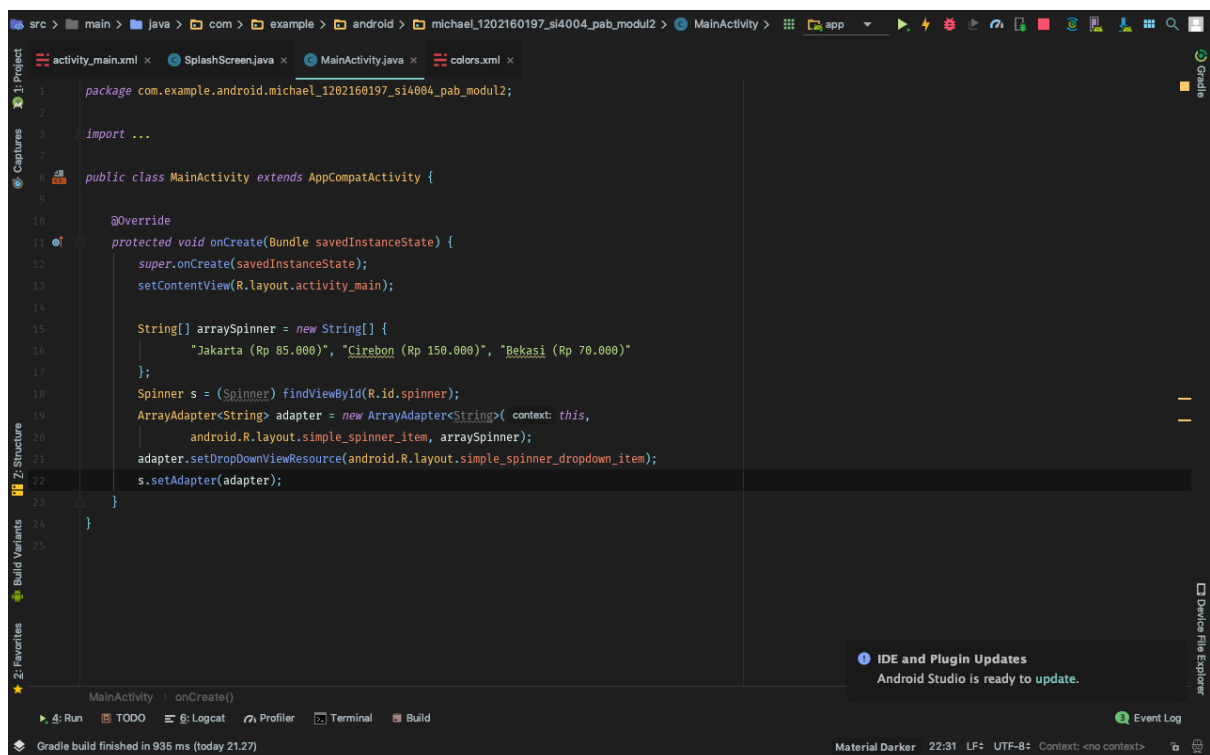 src > main > java > com > example > android > michael_1202160197_si4004_pab_modul2 > MainActivity > app
activity_main.xml × SplashScreen.java × MainActivity.java × colors.xml ×
1: Project
Captures
7: Structure
Build Variants
2: Favorites
Gradle
Device File Explorer
1 package com.example.android.michael_1202160197_si4004_pab_modul2;
2
3 import ...
7
8 public class MainActivity extends AppCompatActivity {
9
10 @Override
11 protected void onCreate(Bundle savedInstanceState) {
12 super.onCreate(savedInstanceState);
13 setContentView(R.layout.activity_main);
14
15 String[] arraySpinner = new String[] {
16 "Jakarta (Rp 85.000)", "Cirebon (Rp 150.000)", "Bekasi (Rp 70.000)"
17 };
18 Spinner s = (Spinner) findViewById(R.id.spinner);
19 ArrayAdapter<String> adapter = new ArrayAdapter<String>( context: this,
20 android.R.layout.simple_spinner_item, arraySpinner);
21 adapter.setDropDownViewResource(android.R.layout.simple_spinner_dropdown_item);
22 s.setAdapter(adapter);
23 }
24 }
25
IDE and Plugin Updates
Android Studio is ready to update.
MainActivity > onCreate()
4: Run TODO 6: Logcat Profiler Terminal Build 3 Event Log
Gradle build finished in 935 ms (today 21.27) Material Darker 22:31 LF UTF-8 Context: <no context>